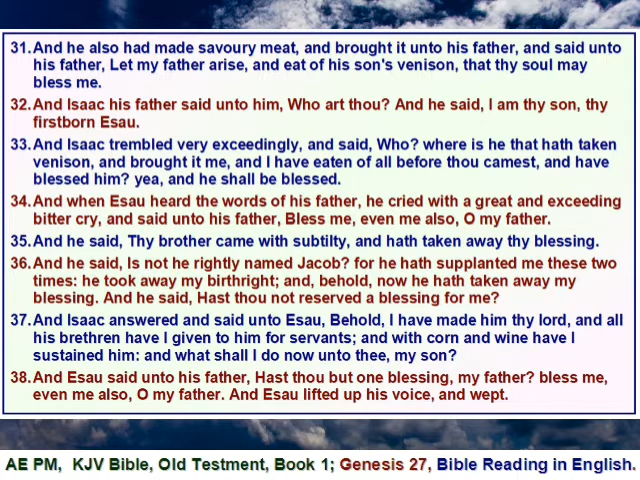 31. And he also had made savoury meat, and brought it unto his father, and said unto
his father, Let my father arise, and eat of his son's venison, that thy soul may
bless me.
32. And Isaac his father said unto him, Who art thou? And he said, I am thy son, thy
firstborn Esau.
33. And Isaac trembled very exceedingly, and said, Who? where is he that hath taken
venison, and brought it me, and I have eaten of all before thou camest, and have
blessed him? yea, and he shall be blessed.
34. And when Esau heard the words of his father, he cried with a great and exceeding
bitter cry, and said unto his father, Bless me, even me also, O my father.
35. And he said, Thy brother came with subtilty, and hath taken away thy blessing.
36. And he said, Is not he rightly named Jacob? for he hath supplanted me these two
times: he took away my birthright; and, behold, now he hath taken away my
blessing. And he said, Hast thou not reserved a blessing for me?
37. And Isaac answered and said unto Esau, Behold, I have made him thy lord, and all
his brethren have I given to him for servants; and with corn and wine have I
sustained him: and what shall I do now unto thee, my son?
38. And Esau said unto his father, Hast thou but one blessing, my father? bless me,
even me also, O my father. And Esau lifted up his voice, and wept.
AE PM, KJV Bible, Old Testment, Book 1; Genesis 27, Bible Reading in English.